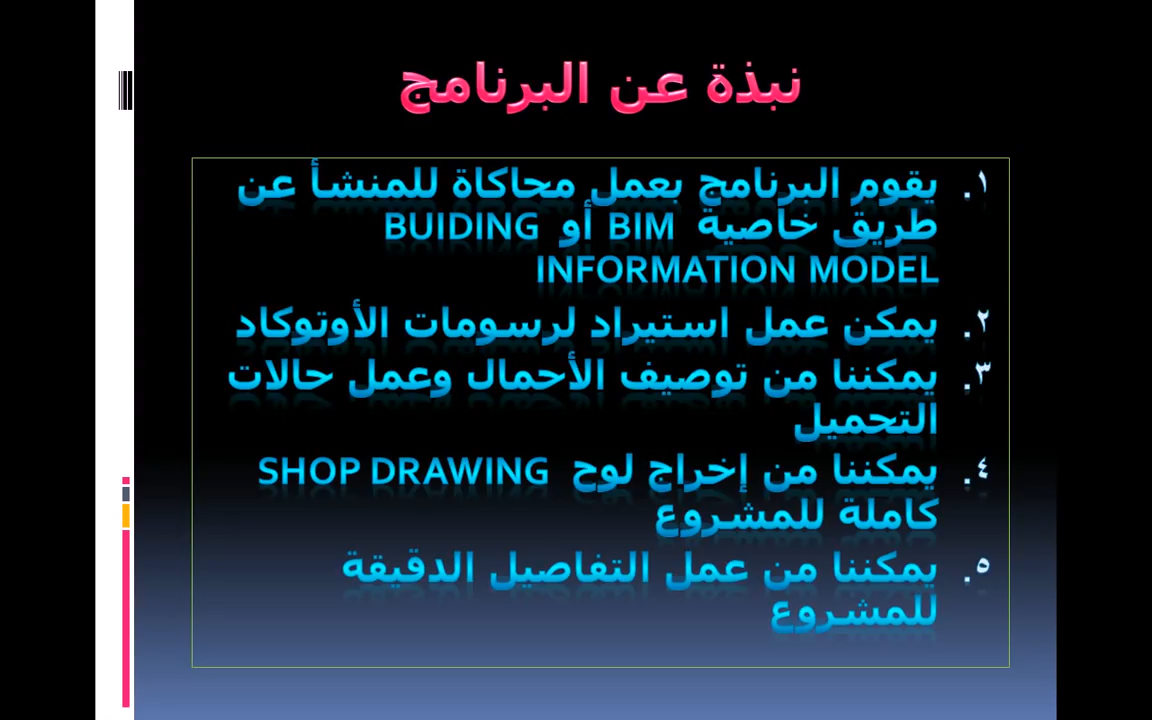 نبذة عن البرنامج
١. يقوم البرنامج بعمل محاكاة للمنشأ عن
طريق خاصية BIM أو BUIDING
INFORMATION MODEL
٢. يمكن عمل استيراد لرسومات الأوتوكاد
٣. يمكننا من توصيف الأحمال وعمل حالات
التحميل
٤. يمكننا من إخراج لوح SHOP DRAWING
كاملة للمشروع
٥. يمكننا من عمل التفاصيل الدقيقة
للمشروع